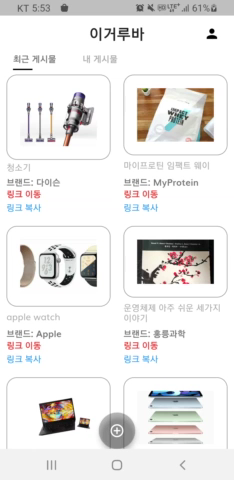 KT 5:53 61%
이거루바
최근 게시물 내 게시물
IMPACT
WHEY
청소기
마이프로틴 임팩트 웨이
브랜드: 다이슨
브랜드: MyProtein
링크 이동
링크 이동
링크 복사
링크 복사
apple watch
운영체제 아주 쉬운 세가지
이야기
브랜드: Apple
브랜드: 홍릉과학
링크 이동
링크 이동
링크 복사
링크 복사